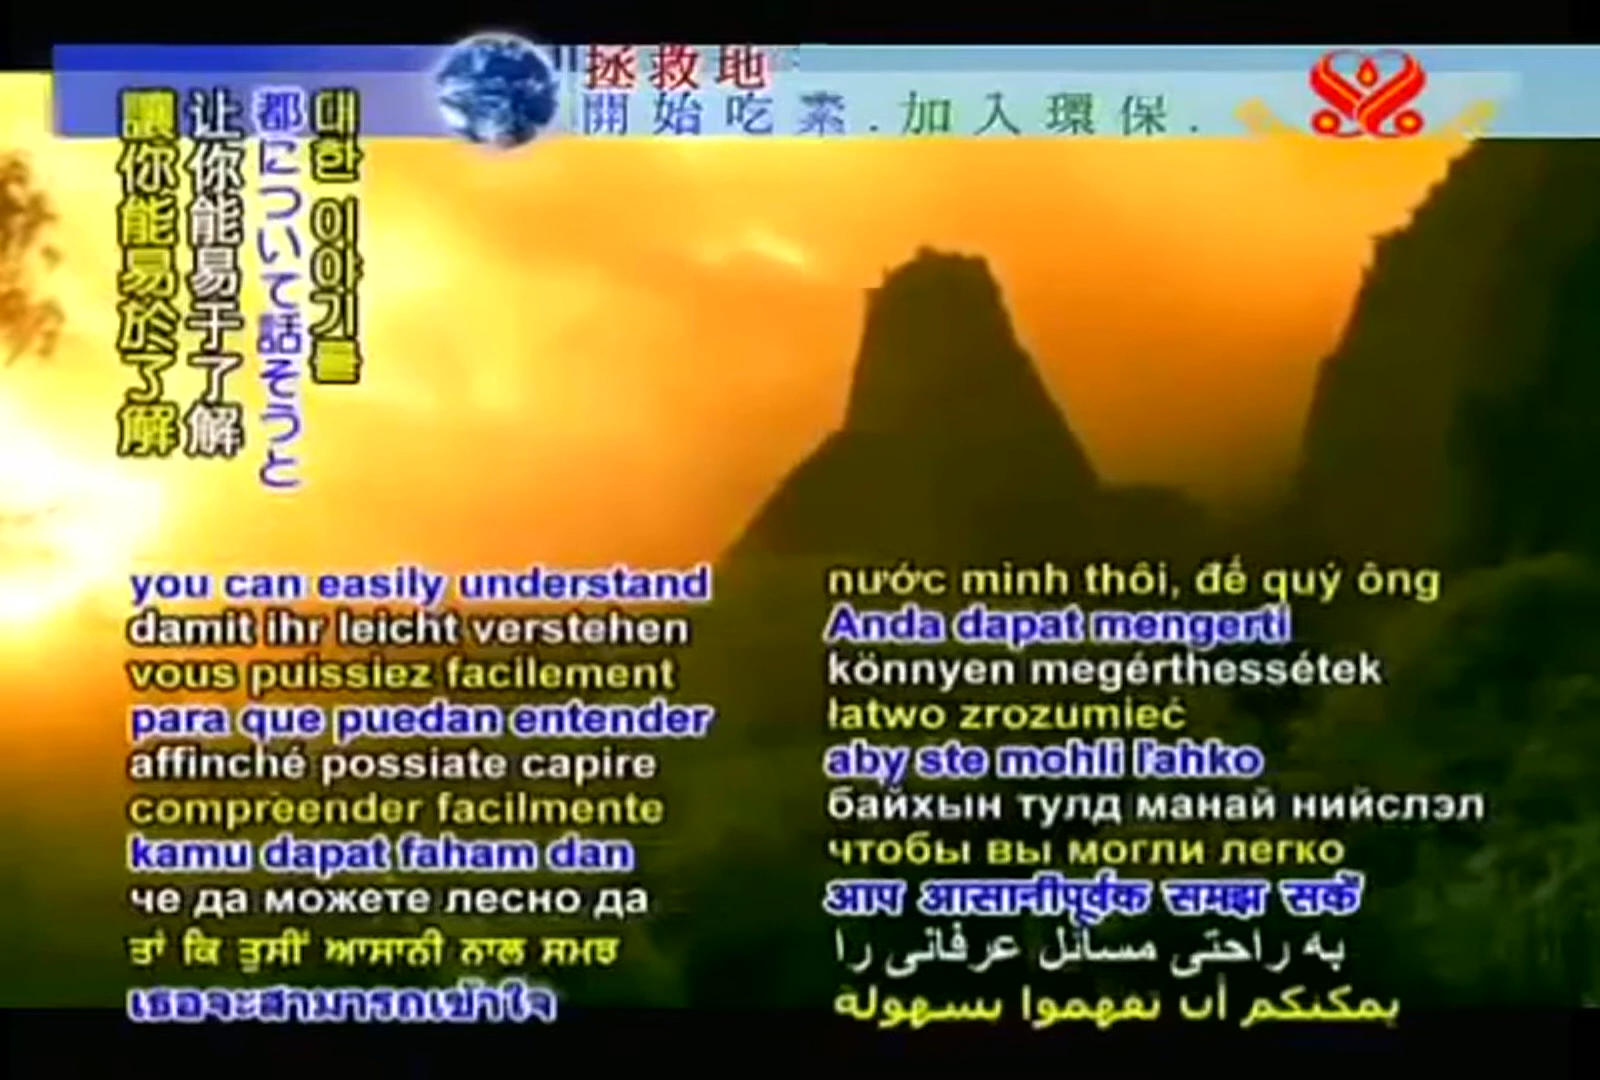 拯救地
開始吃素.加入環保.
대한 이야기를
都について話そうと
让你能易于了解
讓你能易於了解
you can easily understand
damit ihr leicht verstehen
vous puissiez facilement
para que puedan entender
affinché possiate capire
compreender facilmente
kamu dapat faham dan
че да можете лесно да
ਤਾਂ ਕਿ ਤੁਸੀਂ ਆਸਾਨੀ ਨਾਲ ਸਮਝ
เธอจะสามารถเข้าใจ
nước mình thôi, để quý ông
Anda dapat mengerti
könnyen megérthessétek
łatwo zrozumieć
aby ste mohli ľahko
байхын тулд манай нийслэл
чтобы вы могли легко
आप आसानीपूर्वक समझ सकें
به راحتی مسائل عرفانی را
يمكنكم أن تفهموا بسهولة